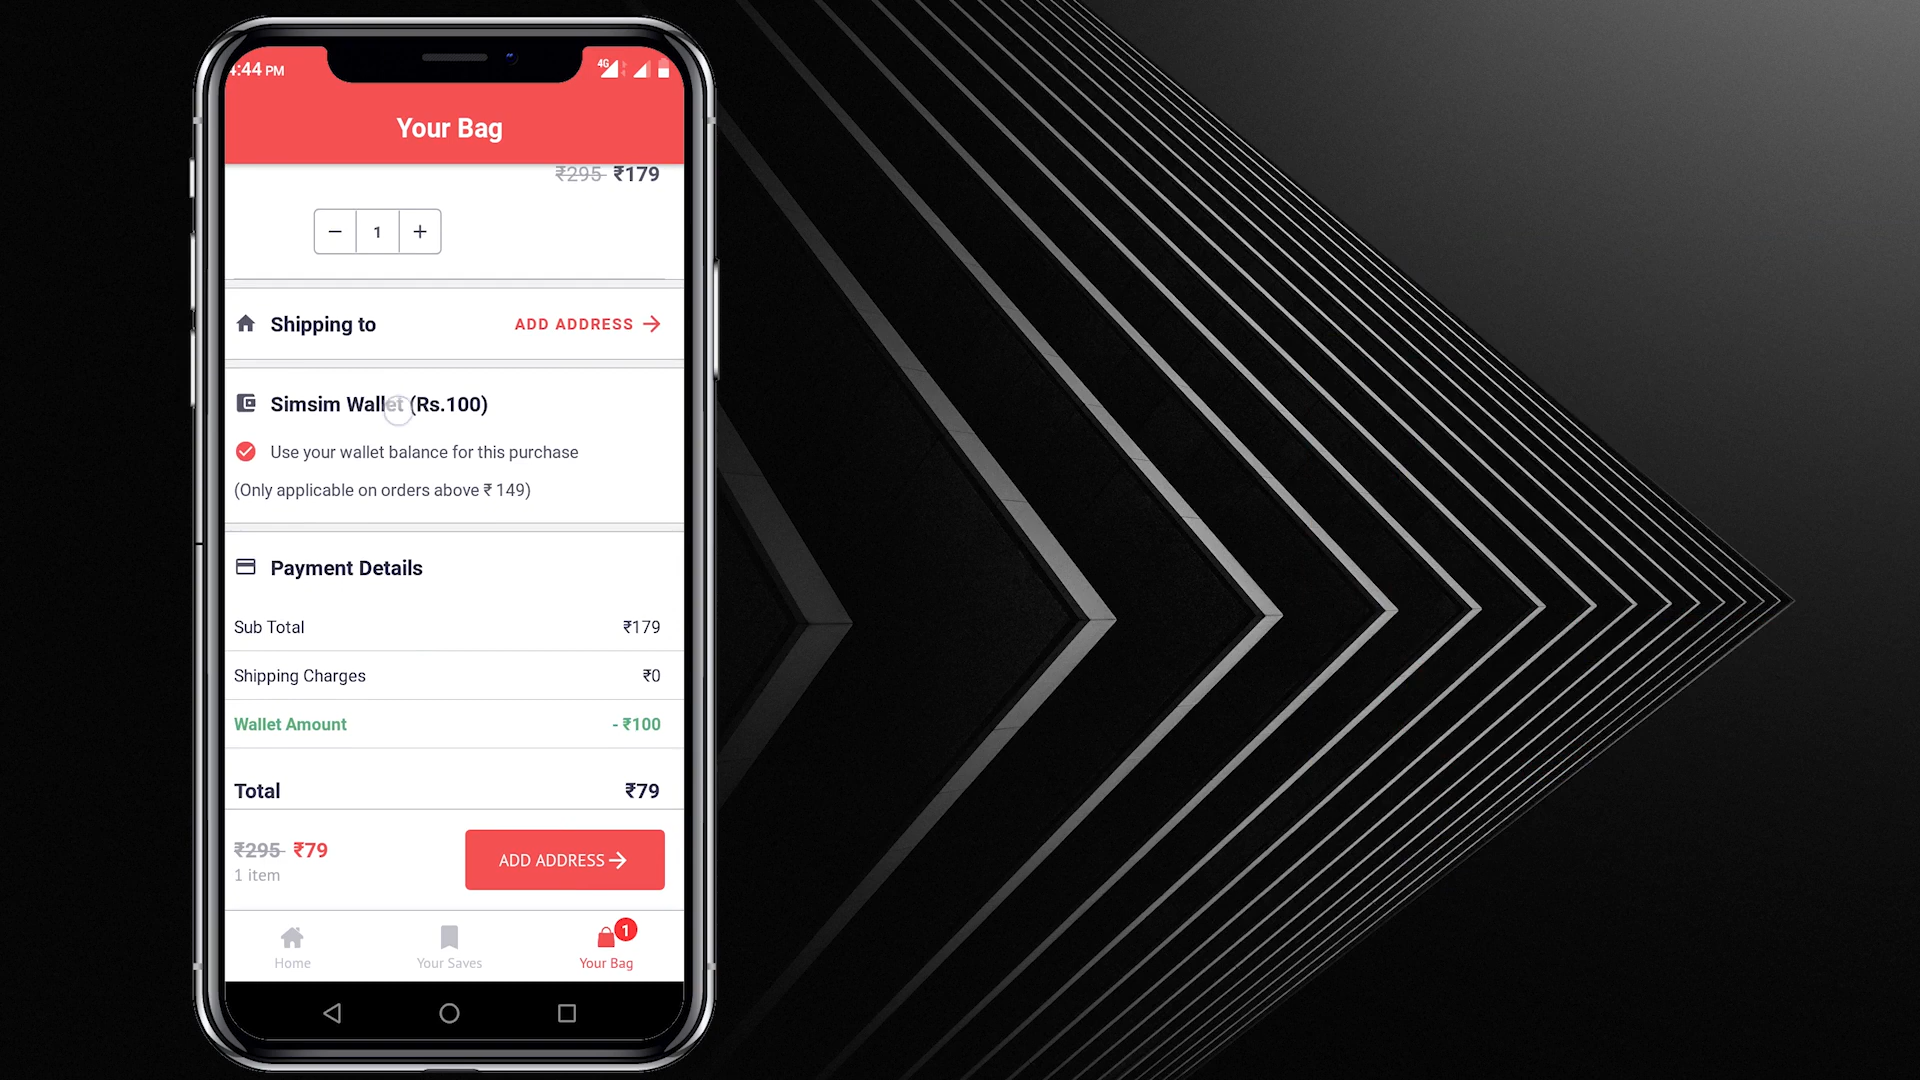 4:44 PM
4G
Your Bag
₹295 ₹179
− 1 +
Shipping to ADD ADDRESS →
Simsim Wallet (Rs.100)
Use your wallet balance for this purchase
(Only applicable on orders above ₹ 149)
Payment Details
Sub Total ₹179
Shipping Charges ₹0
Wallet Amount - ₹100
Total ₹79
₹295 ₹79
1 item
ADD ADDRESS →
1
Home Your Saves Your Bag